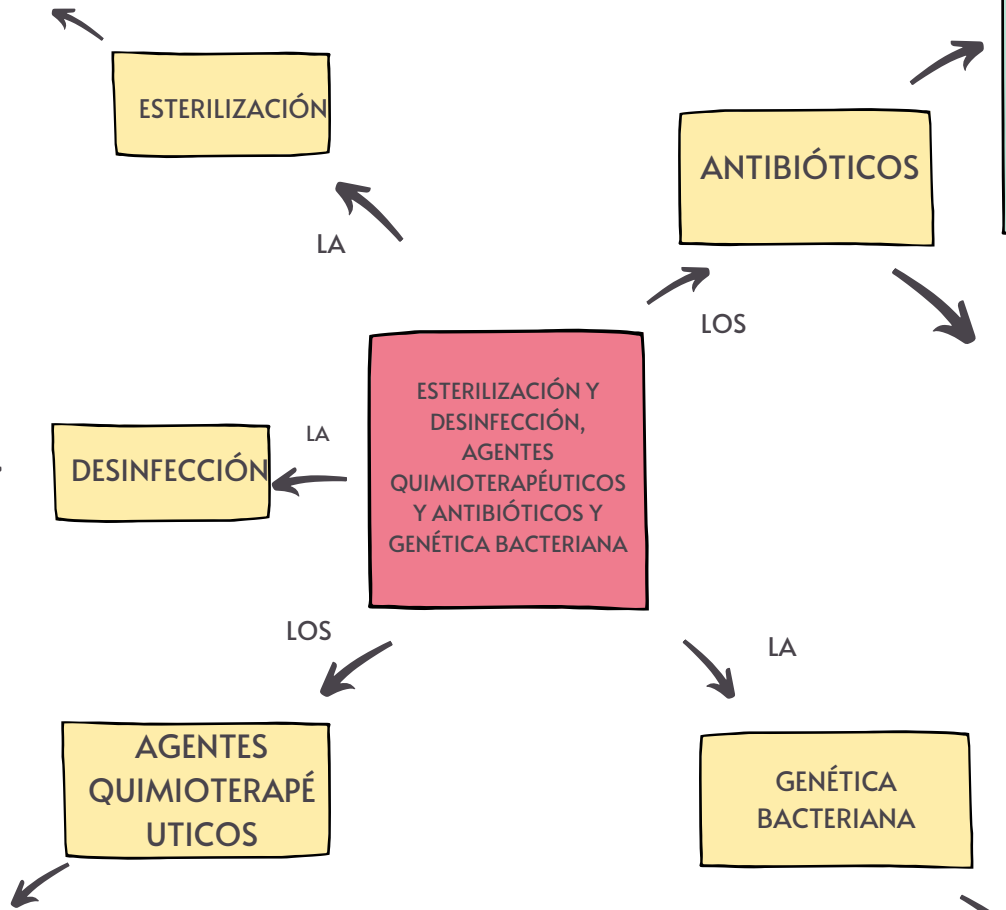 ESTERILIZACIÓN
ANTIBIÓTICOS
LA
LOS
ESTERILIZACIÓN Y
DESINFECCIÓN,
AGENTES
QUIMIOTERAPÉUTICOS
Y ANTIBIÓTICOS Y
GENÉTICA BACTERIANA
LA
DESINFECCIÓN
LOS
LA
AGENTES
QUIMIOTERAPÉ
UTICOS
GENÉTICA
BACTERIANA